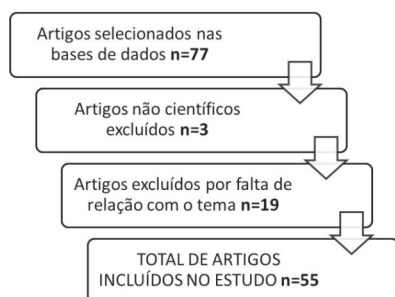 Artigos selecionados nas
bases de dados n=77
Artigos não científicos
excluídos n=3
Artigos excluídos por falta de
relação com o tema n=19
TOTAL DE ARTIGOS
INCLUÍDOS NO ESTUDO n=55